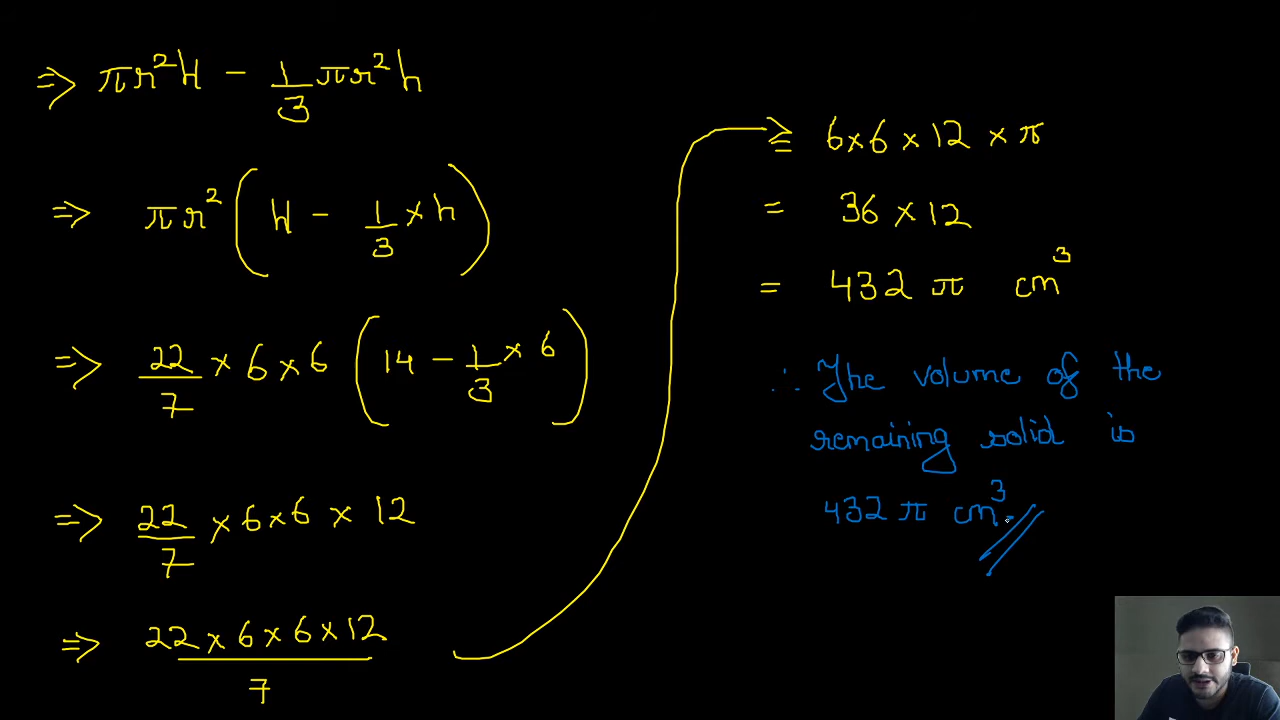 ⇒ πr²H - 1/3 πr²h
⇒ πr² ( H - 1/3 × h )
⇒ 22/7 × 6 × 6 ( 14 - 1/3 × 6 )
⇒ 22/7 × 6 × 6 × 12
⇒ 22 × 6 × 6 × 12 / 7
= 6 × 6 × 12 × π
= 36 × 12
= 432 π cm³
∴ The volume of the
remaining solid is
432 π cm³.